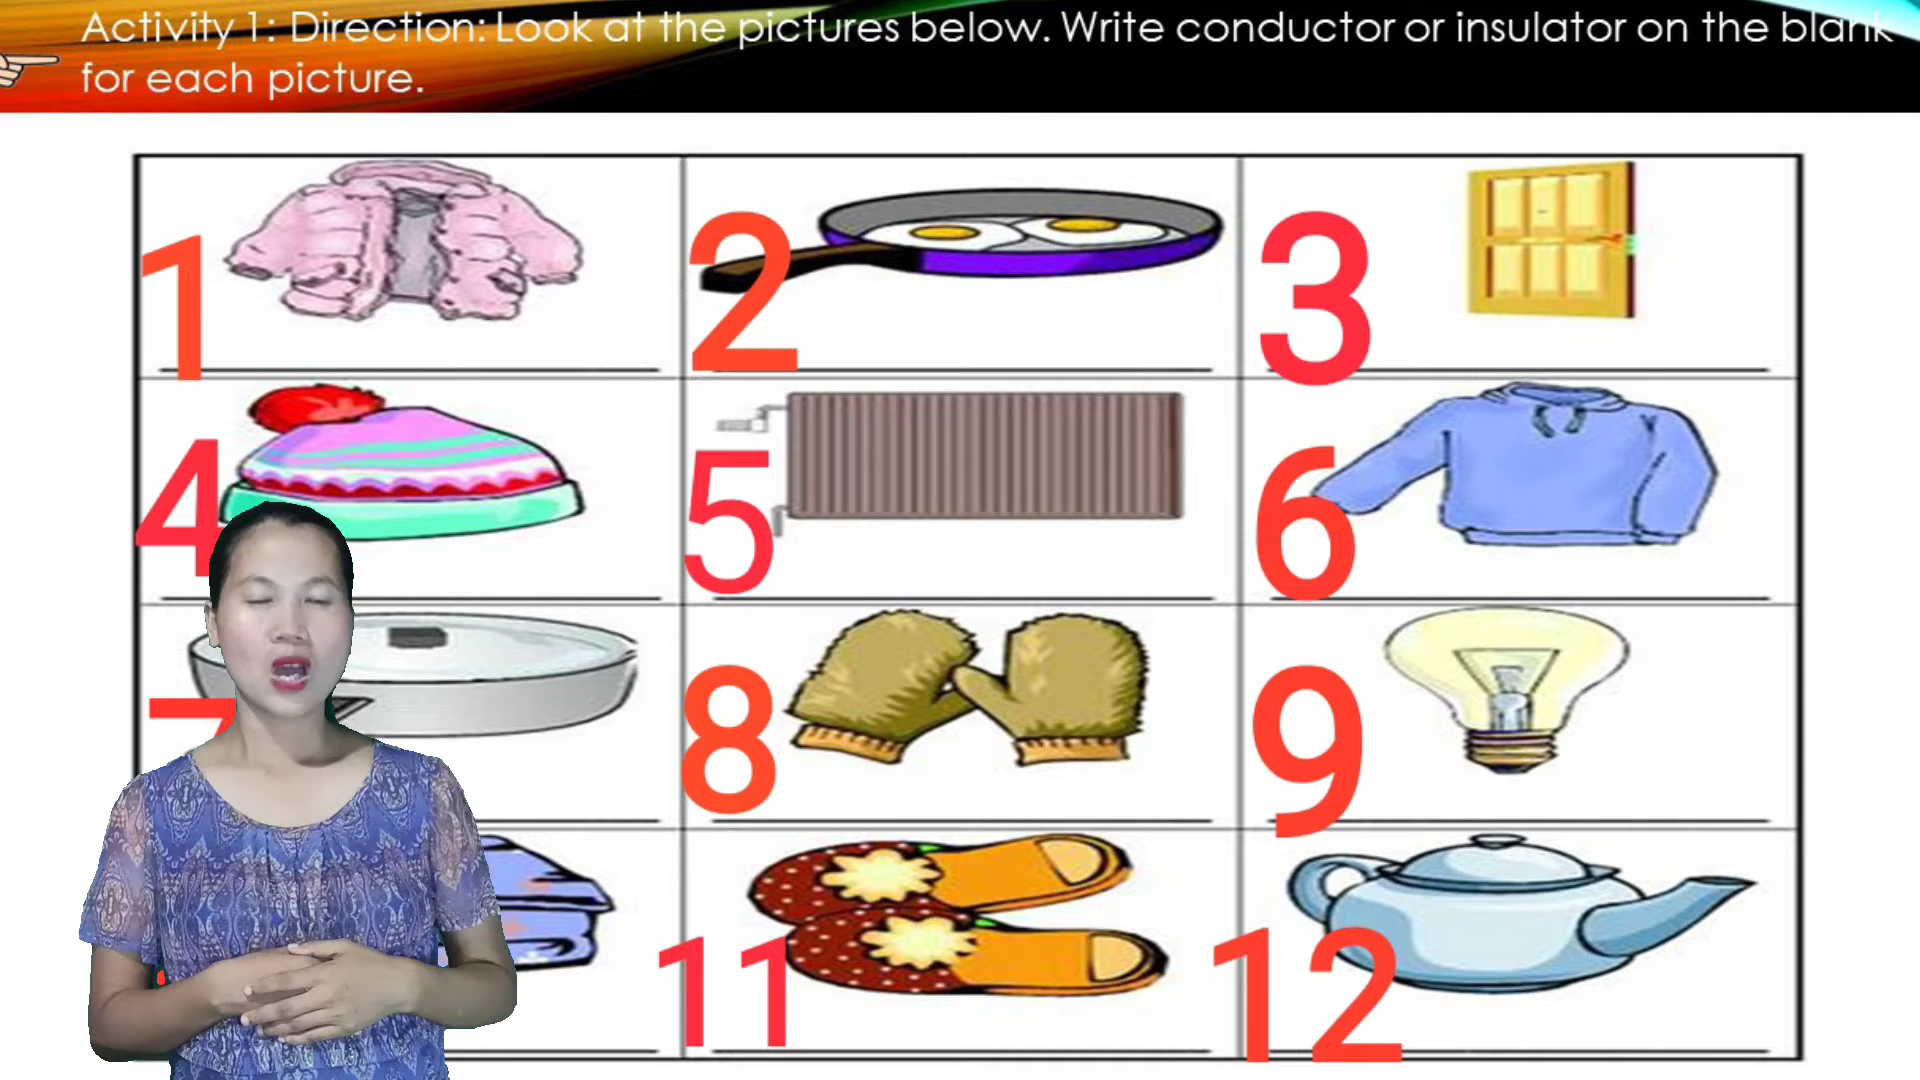 Activity 1: Direction: Look at the pictures below. Write conductor or insulator on the blank
for each picture.
1 2 3
4 5 6
7 8 9
11 12